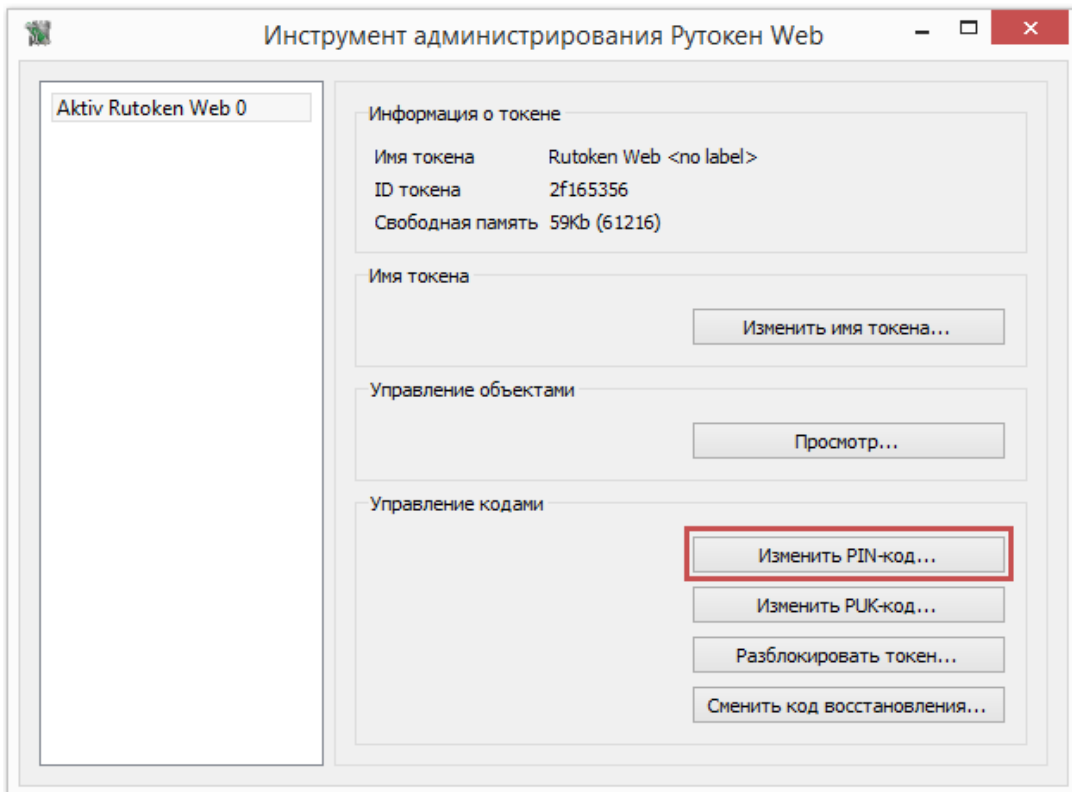 Инструмент администрирования Рутокен Web
Aktiv Rutoken Web 0
Информация о токене
Имя токена Rutoken Web <no label>
ID токена 2f165356
Свободная память 59Kb (61216)
Имя токена
Изменить имя токена...
Управление объектами
Просмотр...
Управление кодами
Изменить PIN-код...
Изменить PUK-код...
Разблокировать токен...
Сменить код восстановления...